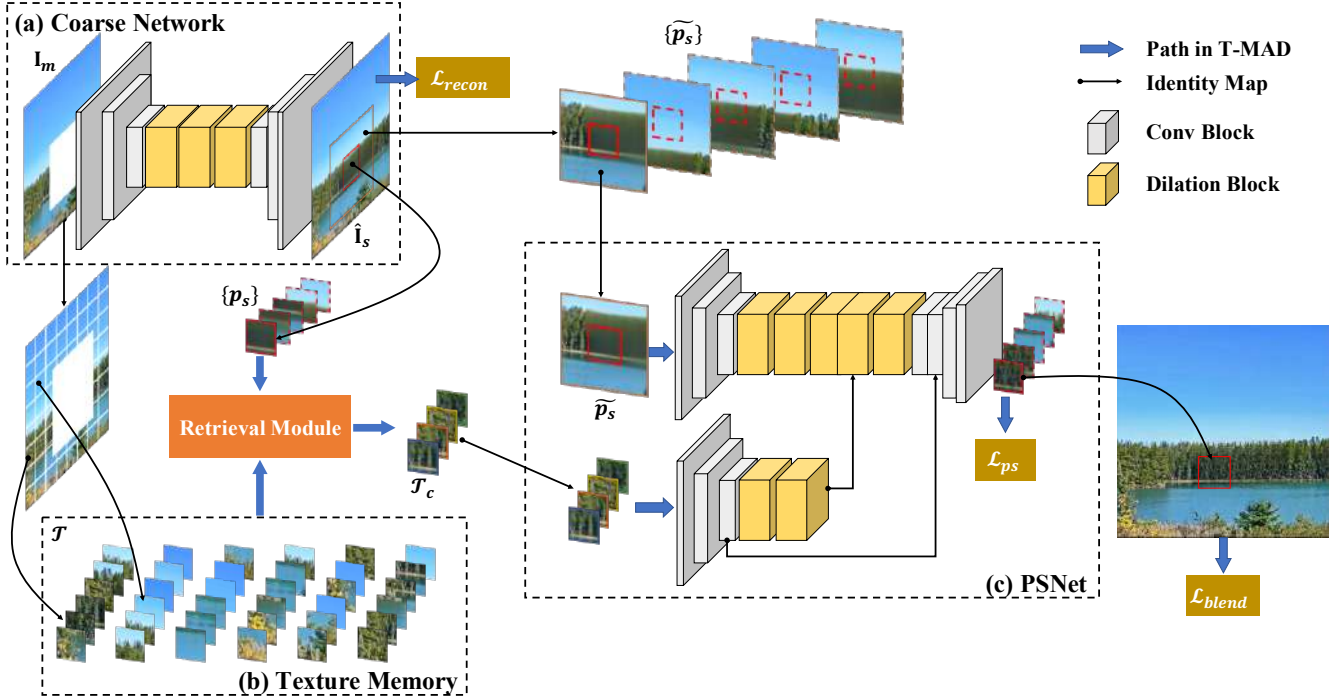 (a) Coarse Network
I_m
ℒ_recon
Î_s
{p̃_s}
Path in T-MAD
Identity Map
Conv Block
Dilation Block
{p_s}
Retrieval Module
𝒯_c
p̃_s
ℒ_ps
(c) PSNet
ℒ_blend
𝒯
(b) Texture Memory